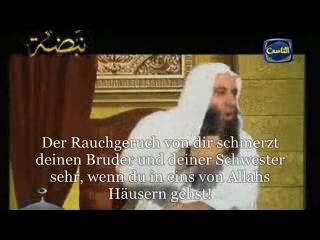 نبضة
الناس
Der Rauchgeruch von dir schmerzt
deinen Bruder und deiner Schwester
sehr, wenn du in eins von Allahs
Häusern gehst!